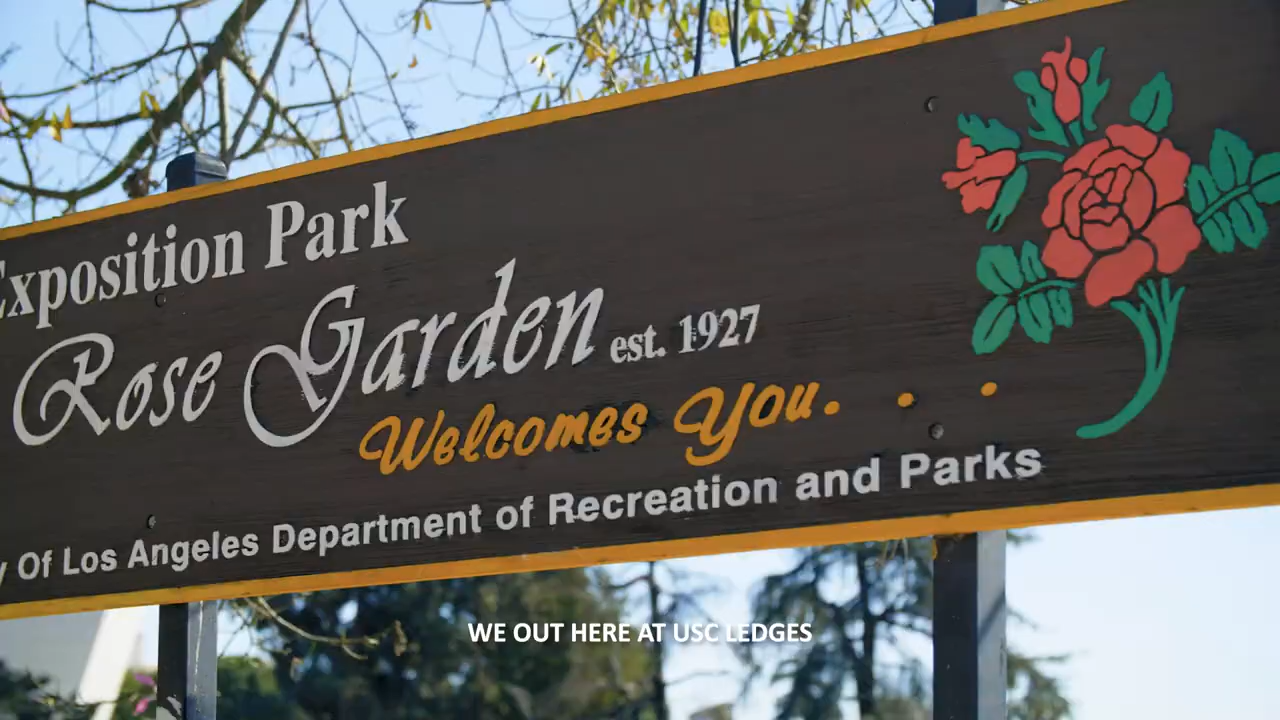 Exposition Park
Rose Garden est. 1927
Welcomes You. . .
y Of Los Angeles Department of Recreation and Parks
WE OUT HERE AT USC LEDGES